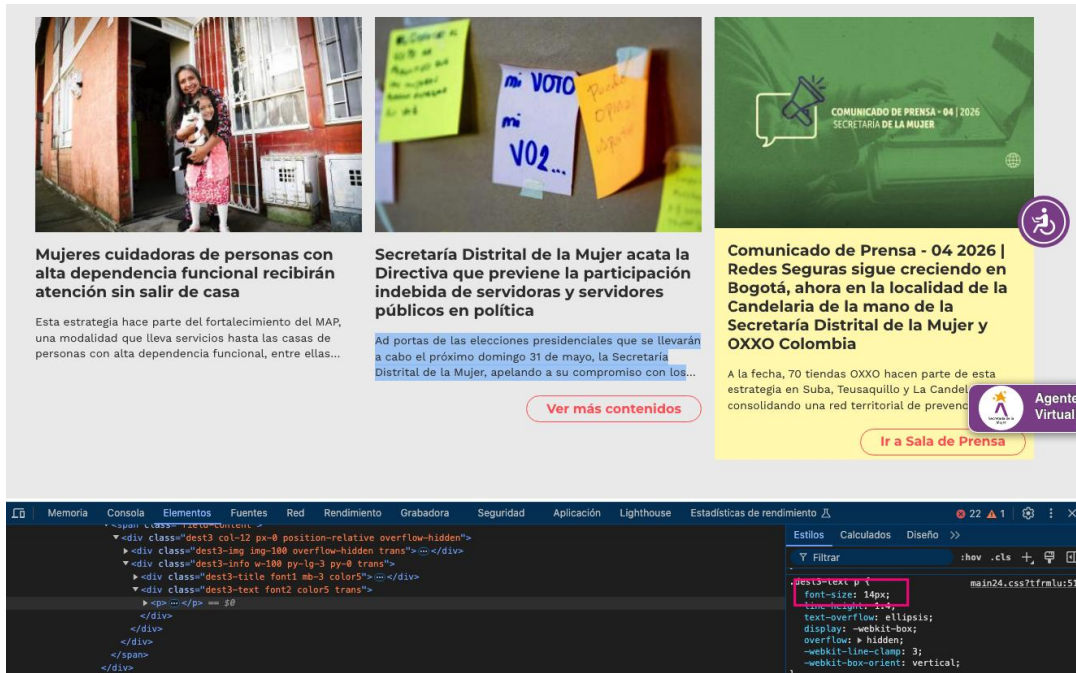 mi VOTO
mi
VO2...
COMUNICADO DE PRENSA - 04 | 2026
SECRETARÍA DE LA MUJER
Mujeres cuidadoras de personas con
alta dependencia funcional recibirán
atención sin salir de casa
Esta estrategia hace parte del fortalecimiento del MAP,
una modalidad que lleva servicios hasta las casas de
personas con alta dependencia funcional, entre ellas...
Secretaría Distrital de la Mujer acata la
Directiva que previene la participación
indebida de servidoras y servidores
públicos en política
Ad portas de las elecciones presidenciales que se llevarán
a cabo el próximo domingo 31 de mayo, la Secretaría
Distrital de la Mujer, apelando a su compromiso con los...
Ver más contenidos
Comunicado de Prensa - 04 2026 |
Redes Seguras sigue creciendo en
Bogotá, ahora en la localidad de la
Candelaria de la mano de la
Secretaría Distrital de la Mujer y
OXXO Colombia
A la fecha, 70 tiendas OXXO hacen parte de esta
estrategia en Suba, Teusaquillo y La Candel
consolidando una red territorial de prevenc
Ir a Sala de Prensa
Agente
Virtual
Memoria Consola Elementos Fuentes Red Rendimiento Grabadora Seguridad Aplicación Lighthouse Estadísticas de rendimiento 22 1
<span class="field-content">
<div class="dest3 col-12 px-0 position-relative overflow-hidden">
<div class="dest3-img img-100 overflow-hidden trans">…</div>
<div class="dest3-info w-100 py-lg-3 py-0 trans">
<div class="dest3-title font1 mb-3 color5">…</div>
<div class="dest3-text font2 color5 trans">
<p>…</p> == $0
</div>
</div>
</div>
</span>
</div>
Estilos Calculados Diseño >>
Filtrar :hov .cls +
.dest3-text p { main24.css?tfrmlu:51
font-size: 14px;
line-height: 1.4;
text-overflow: ellipsis;
display: -webkit-box;
overflow: hidden;
-webkit-line-clamp: 3;
-webkit-box-orient: vertical;